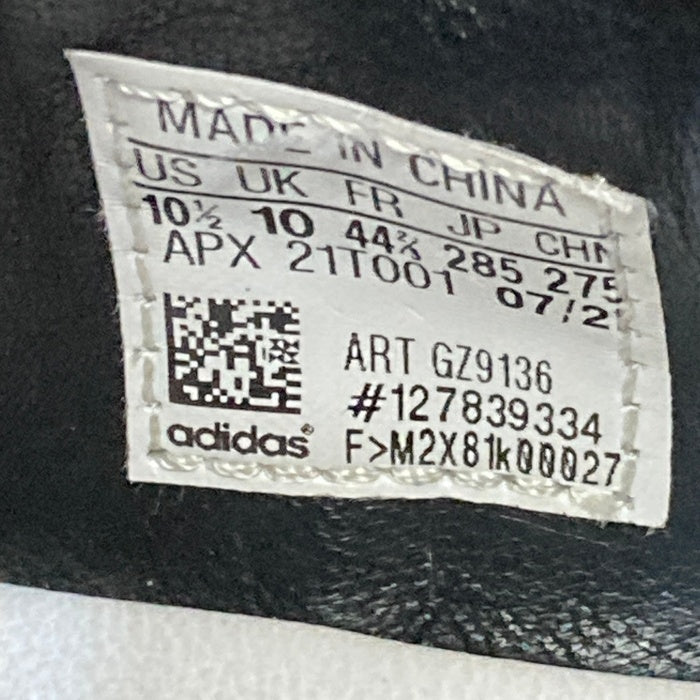 MADE IN CHINA
US UK FR JP CHN
10½ 10 44⅔ 285 275
APX 21T001 07/2
ART GZ9136
#127839334
adidas®
F>M2X81k00027